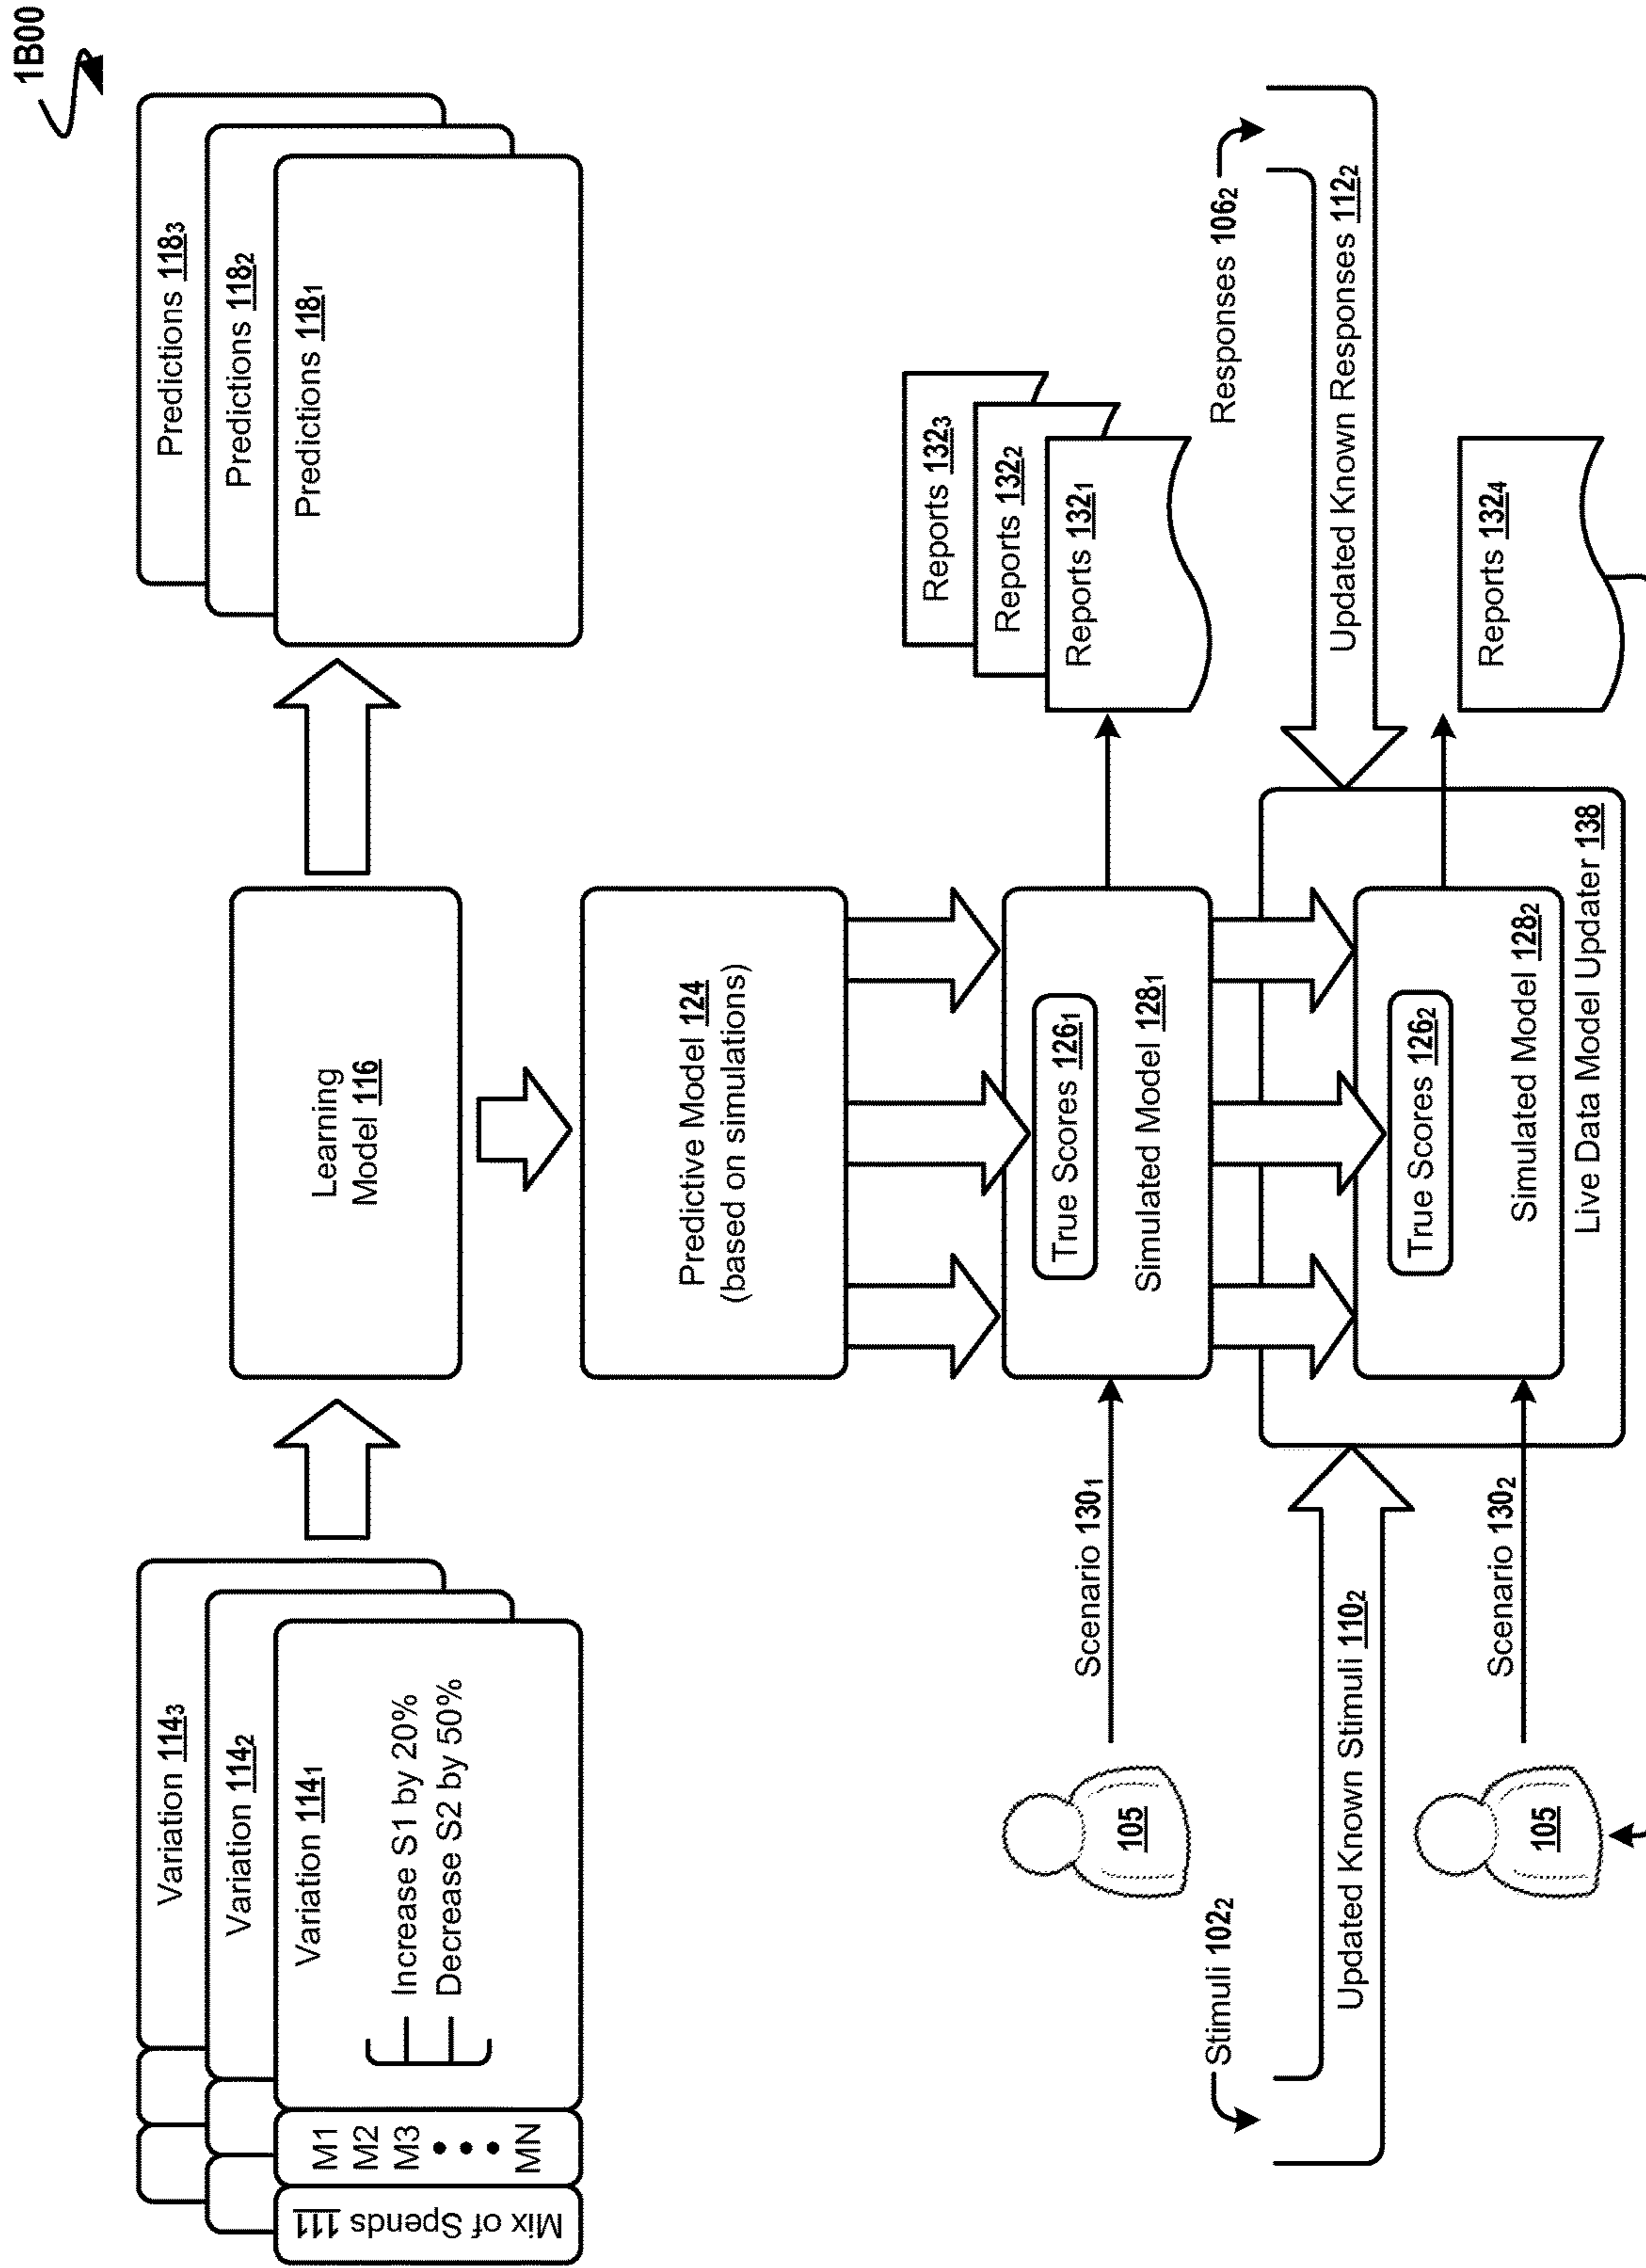 1B00
Variation 114₃
Variation 114₂
Variation 114₁
Increase S1 by 20%
Decrease S2 by 50%
M1
M2
M3
MN
Mix of Spends 111
Learning
Model 116
Predictions 118₃
Predictions 118₂
Predictions 118₁
Predictive Model 124
(based on simulations)
105
Scenario 130₁
True Scores 126₁
Simulated Model 128₁
Reports 132₃
Reports 132₂
Reports 132₁
Stimuli 102₂
Updated Known Stimuli 110₂
Responses 106₂
Updated Known Responses 112₂
105
Scenario 130₂
True Scores 126₂
Simulated Model 128₂
Live Data Model Updater 138
Reports 132₄